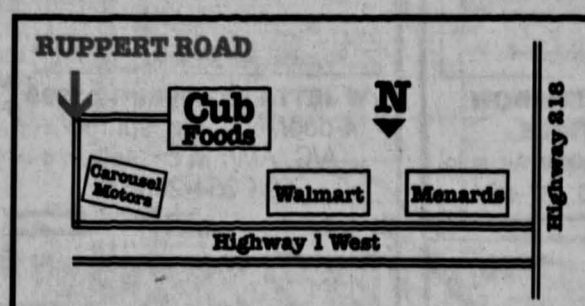 RUPPERT ROAD
Cub
Foods
N
Carousel
Motors
Walmart
Menards
Highway 218
Highway 1 West